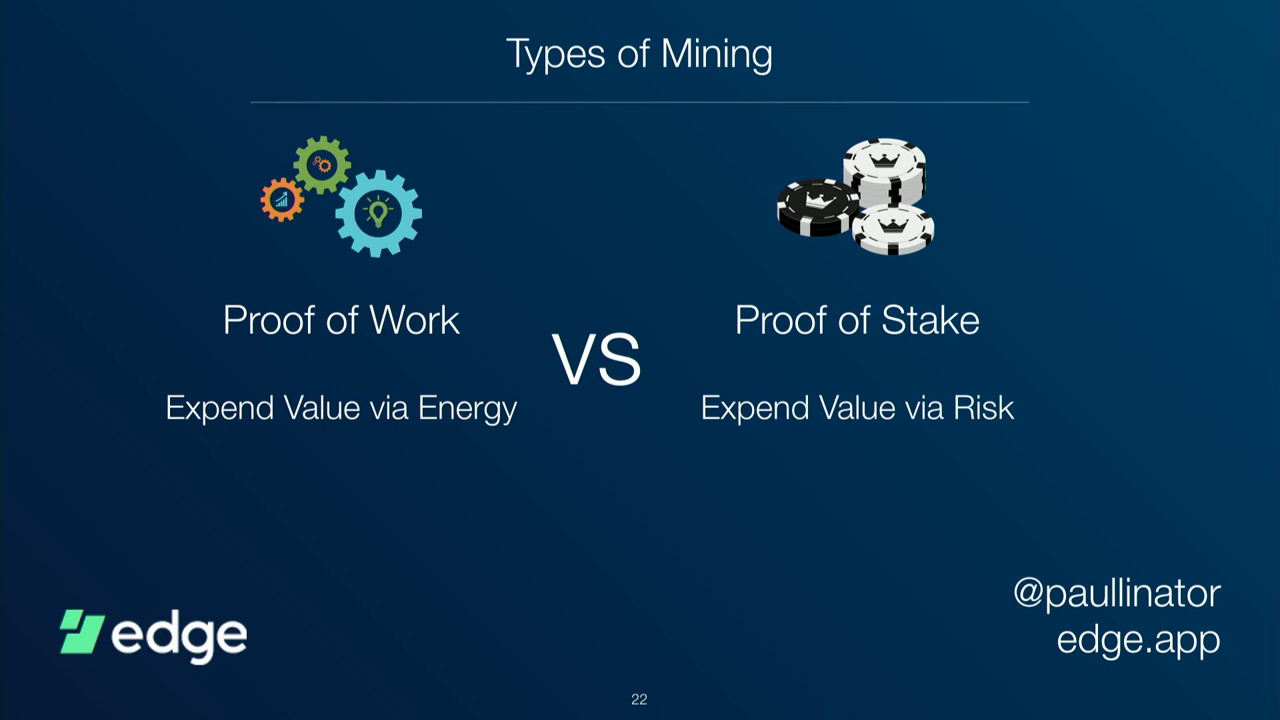 Types of Mining
Proof of Work
Expend Value via Energy
VS
Proof of Stake
Expend Value via Risk
edge
@paullinator
edge.app
22